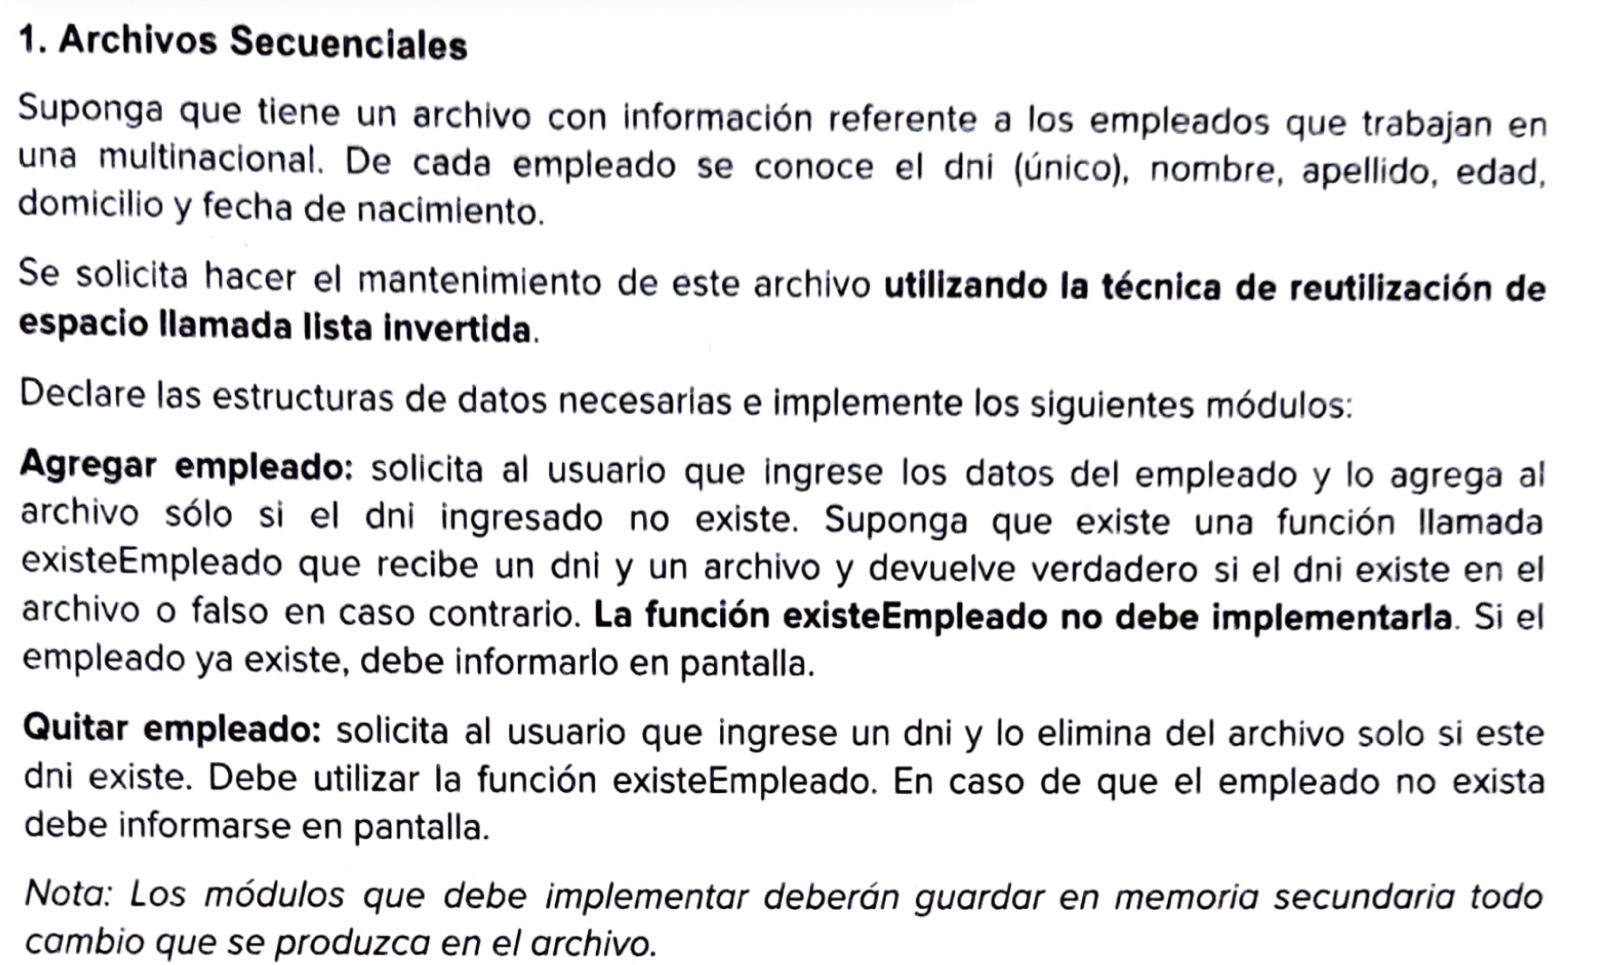 1. Archivos Secuenciales
Suponga que tiene un archivo con información referente a los empleados que trabajan en
una multinacional. De cada empleado se conoce el dni (único), nombre, apellido, edad,
domicilio y fecha de nacimiento.
Se solicita hacer el mantenimiento de este archivo utilizando la técnica de reutilización de
espacio llamada lista invertida.
Declare las estructuras de datos necesarias e implemente los siguientes módulos:
Agregar empleado: solicita al usuario que ingrese los datos del empleado y lo agrega al
archivo sólo si el dni ingresado no existe. Suponga que existe una función llamada
existeEmpleado que recibe un dni y un archivo y devuelve verdadero si el dni existe en el
archivo o falso en caso contrario. La función existeEmpleado no debe implementarla. Si el
empleado ya existe, debe informarlo en pantalla.
Quitar empleado: solicita al usuario que ingrese un dni y lo elimina del archivo solo si este
dni existe. Debe utilizar la función existeEmpleado. En caso de que el empleado no exista
debe informarse en pantalla.
Nota: Los módulos que debe implementar deberán guardar en memoria secundaria todo
cambio que se produzca en el archivo.